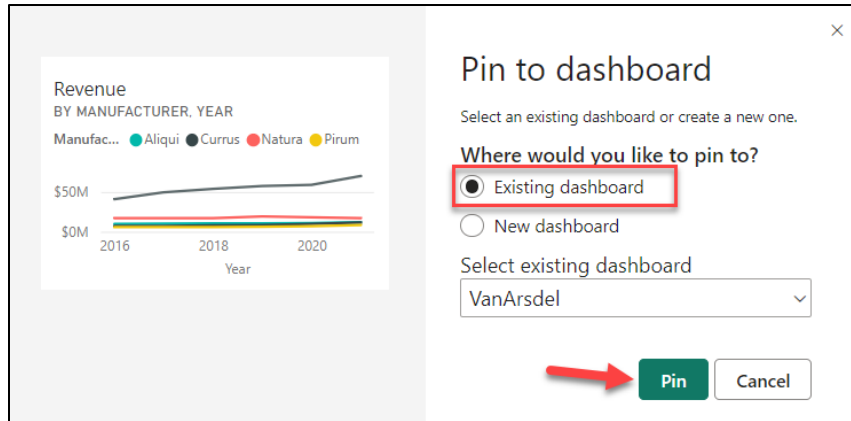 Revenue
BY MANUFACTURER, YEAR
Manufac... Aliqui Currus Natura Pirum
$50M
$0M
2016 2018 2020
Year
Pin to dashboard
Select an existing dashboard or create a new one.
Where would you like to pin to?
Existing dashboard
New dashboard
Select existing dashboard
VanArsdel
Pin Cancel